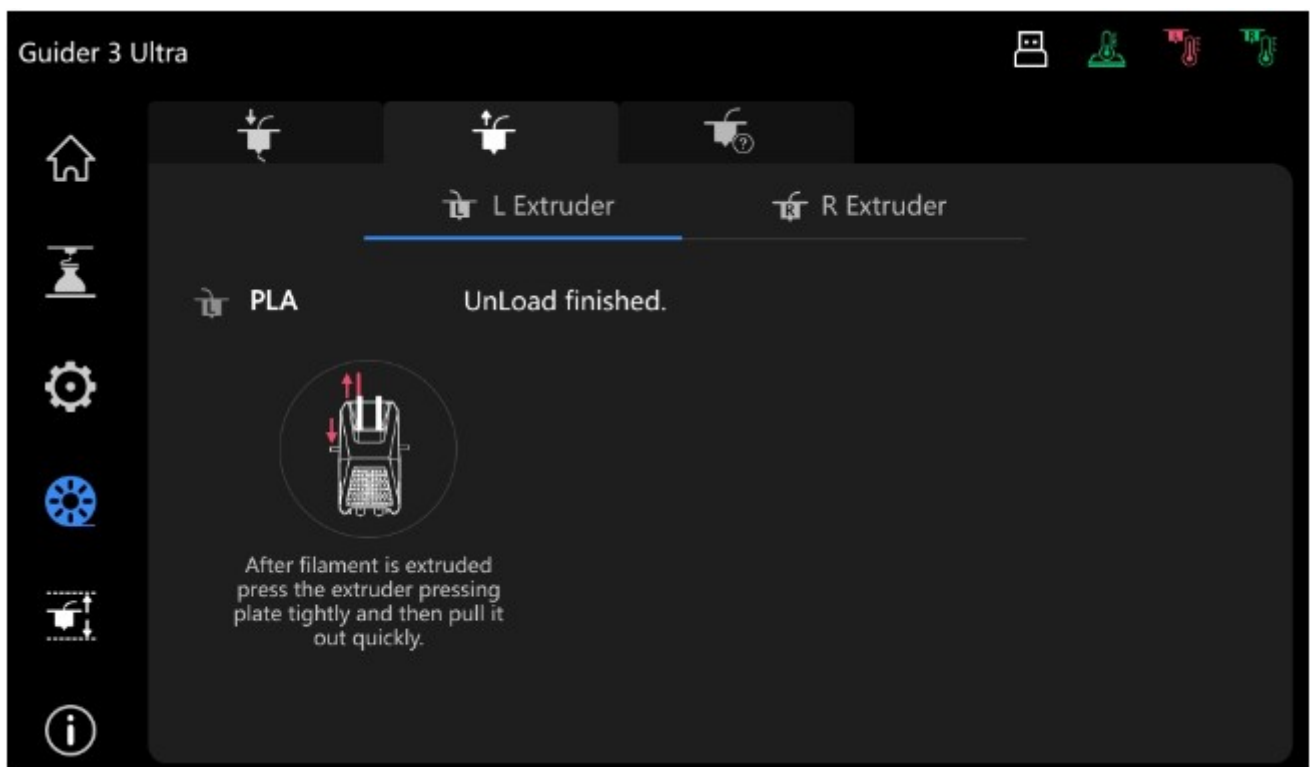 Guider 3 Ultra
L
R
?
L L Extruder
R R Extruder
L PLA
UnLoad finished.
After filament is extruded
press the extruder pressing
plate tightly and then pull it
out quickly.
i